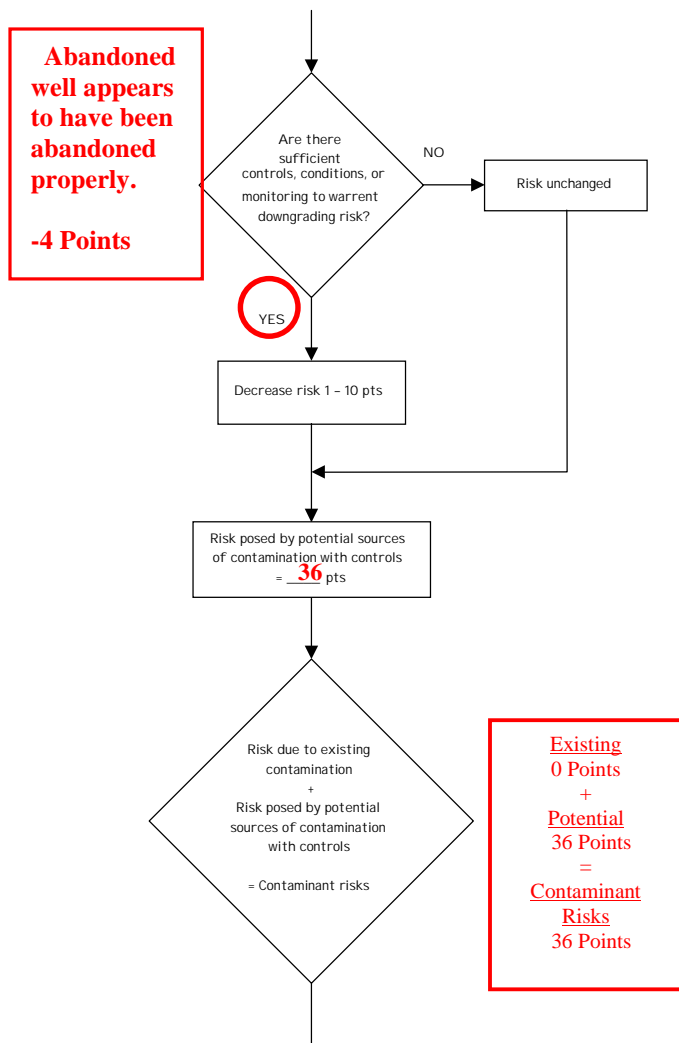 Abandoned
well appears
to have been
abandoned
properly.
-4 Points
Are there
sufficient
controls, conditions, or
monitoring to warrent
downgrading risk?
NO
Risk unchanged
YES
Decrease risk 1 – 10 pts
Risk posed by potential sources
of contamination with controls
= 36 pts
Risk due to existing
contamination
+
Risk posed by potential
sources of contamination
with controls
= Contaminant risks
Existing
0 Points
+
Potential
36 Points
=
Contaminant
Risks
36 Points